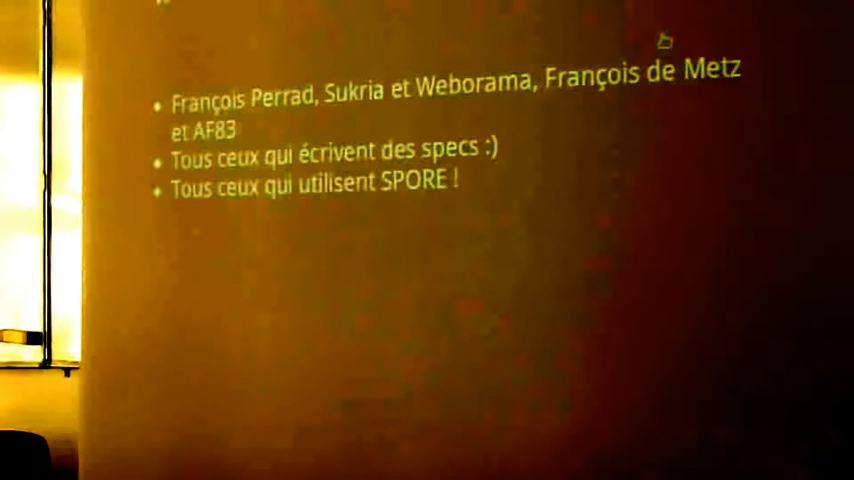 • François Perrad, Sukria et Weborama, François de Metz
et AF83
• Tous ceux qui écrivent des specs :)
• Tous ceux qui utilisent SPORE !